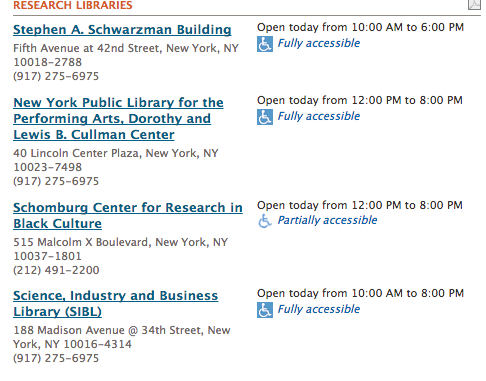 RESEARCH LIBRARIES
Stephen A. Schwarzman Building
Fifth Avenue at 42nd Street, New York, NY
10018-2788
(917) 275-6975
Open today from 10:00 AM to 6:00 PM
Fully accessible
New York Public Library for the
Performing Arts, Dorothy and
Lewis B. Cullman Center
40 Lincoln Center Plaza, New York, NY
10023-7498
(917) 275-6975
Open today from 12:00 PM to 8:00 PM
Fully accessible
Schomburg Center for Research in
Black Culture
515 Malcolm X Boulevard, New York, NY
10037-1801
(212) 491-2200
Open today from 12:00 PM to 8:00 PM
Partially accessible
Science, Industry and Business
Library (SIBL)
188 Madison Avenue @ 34th Street, New
York, NY 10016-4314
(917) 275-6975
Open today from 10:00 AM to 8:00 PM
Fully accessible